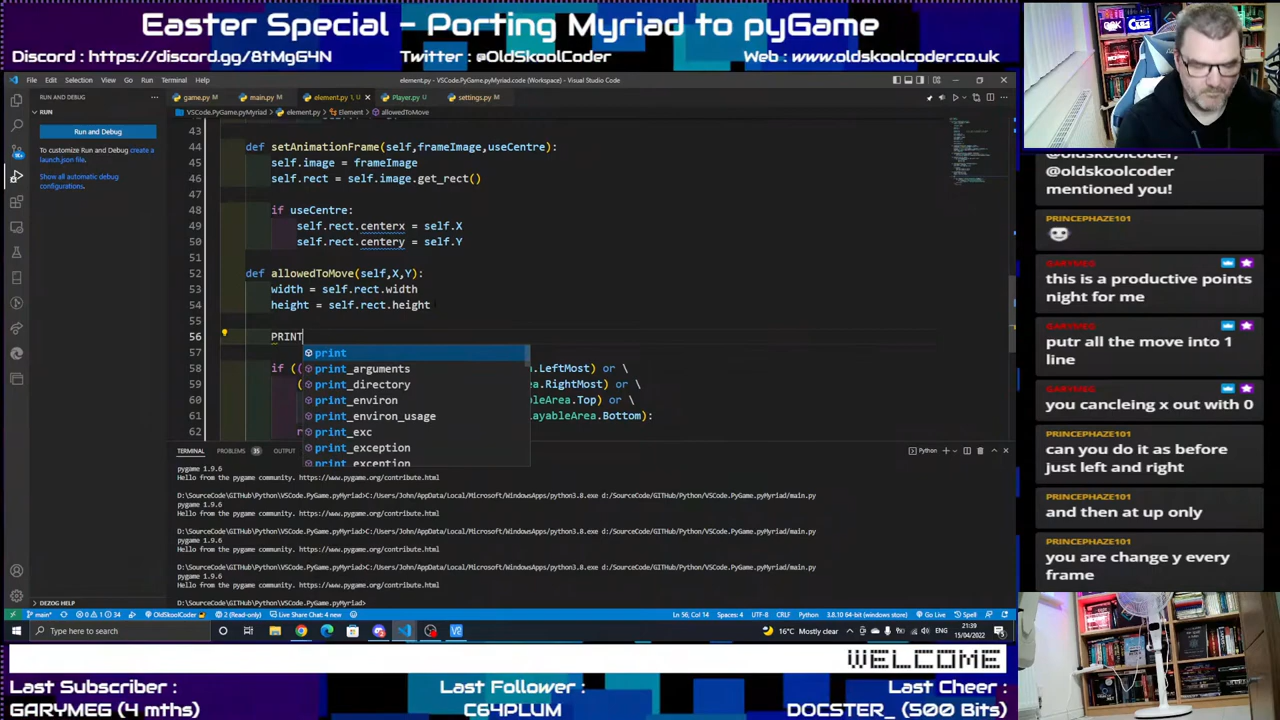 Easter Special - Porting Myriad to pyGame
Discord : https://discord.gg/8tMgG4N
Twitter : @OldSkoolCoder
Web : www.oldskoolcoder.co.uk
File Edit Selection View Go Run Terminal Help
element.py - VSCode.PyGame.pyMyriad.code (Workspace) - Visual Studio Code
RUN AND DEBUG
RUN
Run and Debug
To customize Run and Debug create a
launch.json file.
Show all automatic debug
configurations.
DEZOG HELP
game.py M
main.py M
element.py 1, U
Player.py U
settings.py M
VSCode.PyGame.pyMyriad > element.py > Element > allowedToMove
43
44 def setAnimationFrame(self,frameImage,useCentre):
45 self.image = frameImage
46 self.rect = self.image.get_rect()
47
48 if useCentre:
49 self.rect.centerx = self.X
50 self.rect.centery = self.Y
51
52 def allowedToMove(self,X,Y):
53 width = self.rect.width
54 height = self.rect.height
55
56 PRINT
57
58 if (( a.LeftMost) or \
59 ( ea.RightMost) or \
60 ( bleArea.Top) or \
61 ( layableArea.Bottom):
62 r
print
print_arguments
print_directory
print_environ
print_environ_usage
print_exc
print_exception
print_exception
TERMINAL PROBLEMS 35 OUTPUT
Python
pygame 1.9.6
Hello from the pygame community. https://www.pygame.org/contribute.html
D:\SourceCode\GITHub\Python\VSCode.PyGame.pyMyriad>C:/Users/John/AppData/Local/Microsoft/WindowsApps/python3.8.exe d:/SourceCode/GITHub/Python/VSCode.PyGame.pyMyriad/main.py
pygame 1.9.6
Hello from the pygame community. https://www.pygame.org/contribute.html
D:\SourceCode\GITHub\Python\VSCode.PyGame.pyMyriad>C:/Users/John/AppData/Local/Microsoft/WindowsApps/python3.8.exe d:/SourceCode/GITHub/Python/VSCode.PyGame.pyMyriad/main.py
pygame 1.9.6
Hello from the pygame community. https://www.pygame.org/contribute.html
D:\SourceCode\GITHub\Python\VSCode.PyGame.pyMyriad>C:/Users/John/AppData/Local/Microsoft/WindowsApps/python3.8.exe d:/SourceCode/GITHub/Python/VSCode.PyGame.pyMyriad/main.py
pygame 1.9.6
Hello from the pygame community. https://www.pygame.org/contribute.html
D:\SourceCode\GITHub\Python\VSCode.PyGame.pyMyriad>
main* 0 1 34 OldSkoolCoder 2 (Read-only) Live Share Chat: 4 new
Ln 56, Col 14 Spaces: 4 UTF-8 CRLF Python 3.8.10 64-bit (windows store) Go Live Spell
Type here to search
16°C Mostly clear
ENG
21:39
15/04/2022
@oldskoolcoder,
@oldskoolcoder
mentioned you!
PRINCEPHAZE101
GARYMEG
this is a productive points
night for me
GARYMEG
putr all the move into 1
line
GARYMEG
you cancleing x out with 0
PRINCEPHAZE101
can you do it as before
just left and right
PRINCEPHAZE101
and then at up only
PRINCEPHAZE101
you are change y every
frame
WELCOME
Last Subscriber :
GARYMEG (4 mths)
Last Follower :
C64PLUM
Last Cheer :
DOCSTER_ (500 Bits)